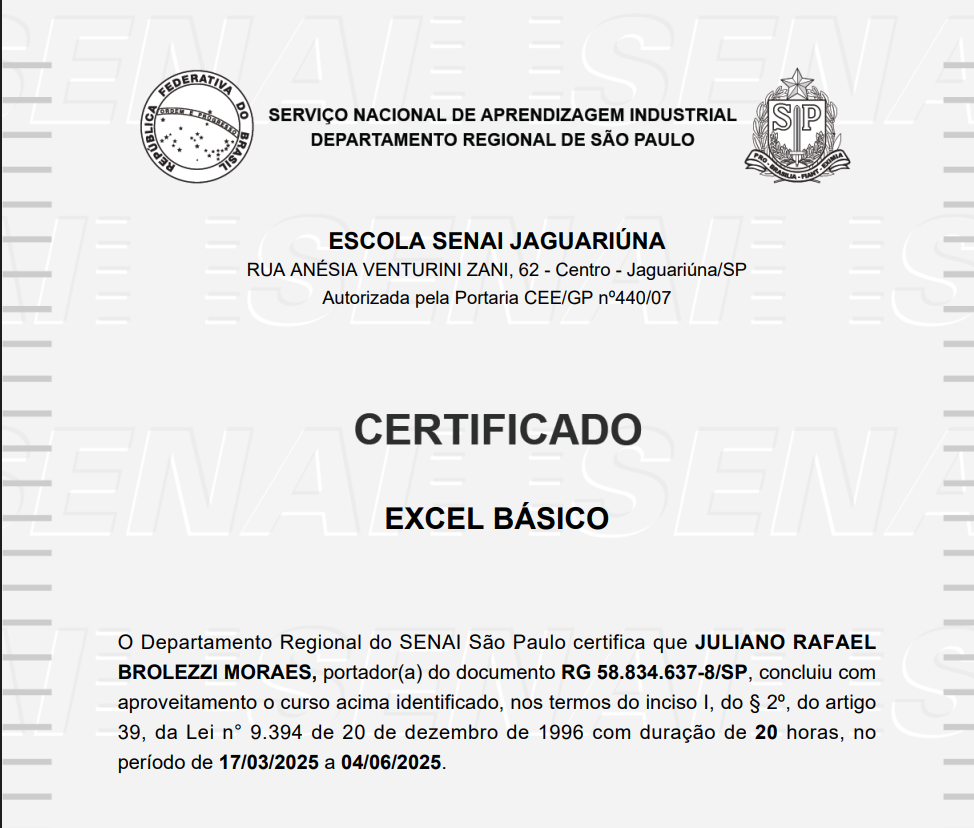 REPÚBLICA FEDERATIVA DO BRASIL
ORDEM E PROGRESSO
SERVIÇO NACIONAL DE APRENDIZAGEM INDUSTRIAL
DEPARTAMENTO REGIONAL DE SÃO PAULO
SP
PRO · BRASILIA · FIANT · EXIMIA
ESCOLA SENAI JAGUARIÚNA
RUA ANÉSIA VENTURINI ZANI, 62 - Centro - Jaguariúna/SP
Autorizada pela Portaria CEE/GP nº440/07
CERTIFICADO
EXCEL BÁSICO
O Departamento Regional do SENAI São Paulo certifica que JULIANO RAFAEL
BROLEZZI MORAES, portador(a) do documento RG 58.834.637-8/SP, concluiu com
aproveitamento o curso acima identificado, nos termos do inciso I, do § 2º, do artigo
39, da Lei n° 9.394 de 20 de dezembro de 1996 com duração de 20 horas, no
período de 17/03/2025 a 04/06/2025.
SENAI